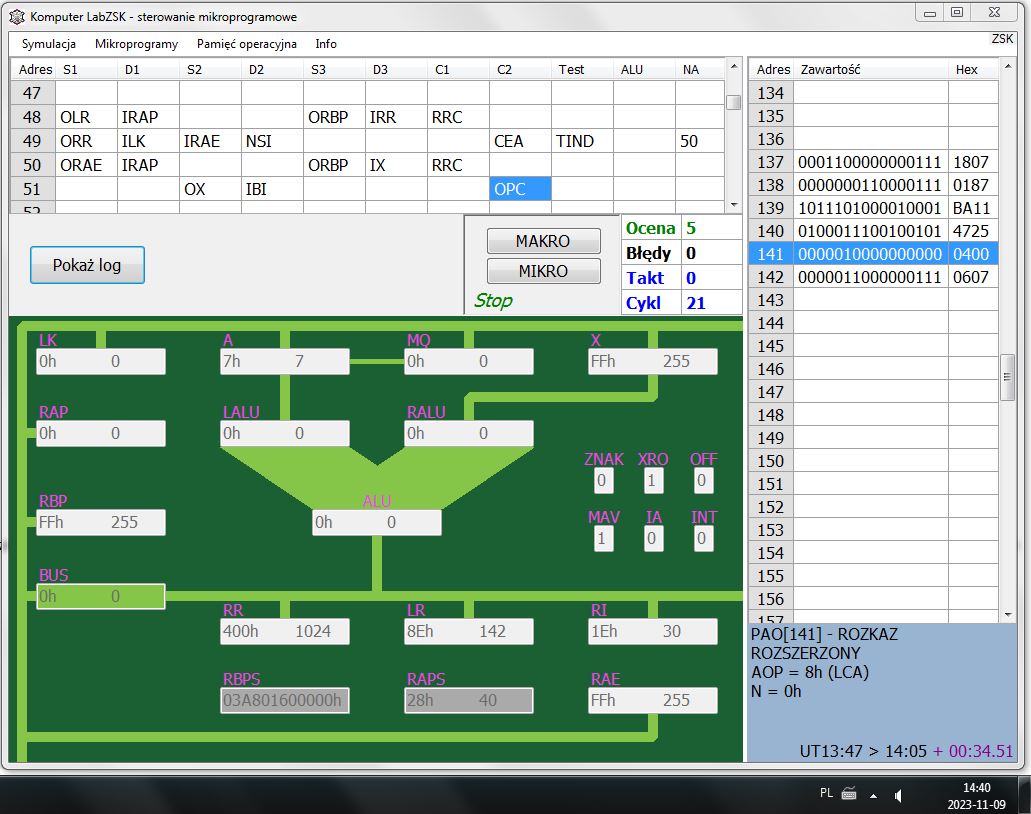 Komputer LabZSK - sterowanie mikroprogramowe
Symulacja Mikroprogramy Pamięć operacyjna Info ZSK
Adres S1 D1 S2 D2 S3 D3 C1 C2 Test ALU NA
47
48 OLR IRAP ORBP IRR RRC
49 ORR ILK IRAE NSI CEA TIND 50
50 ORAE IRAP ORBP IX RRC
51 OX IBI OPC
52
Adres Zawartość Hex
134
135
136
137 0001100000000111 1807
138 0000000110000111 0187
139 1011101000010001 BA11
140 0100011100100101 4725
141 0000010000000000 0400
142 0000011000000111 0607
143
144
145
146
147
148
149
150
151
152
153
154
155
156
157
Pokaż log
MAKRO
MIKRO
Stop
Ocena 5
Błędy 0
Takt 0
Cykl 21
LK A MQ X
0h 0 7h 7 0h 0 FFh 255
RAP LALU RALU
0h 0 0h 0 0h 0
ZNAK XRO OFF
0 1 0
RBP ALU
FFh 255 0h 0
MAV IA INT
1 0 0
BUS
0h 0
RR LR RI
400h 1024 8Eh 142 1Eh 30
RBPS RAPS RAE
03A801600000h 28h 40 FFh 255
PAO[141] - ROZKAZ
ROZSZERZONY
AOP = 8h (LCA)
N = 0h
UT13:47 > 14:05 + 00:34.51
PL 14:40
2023-11-09